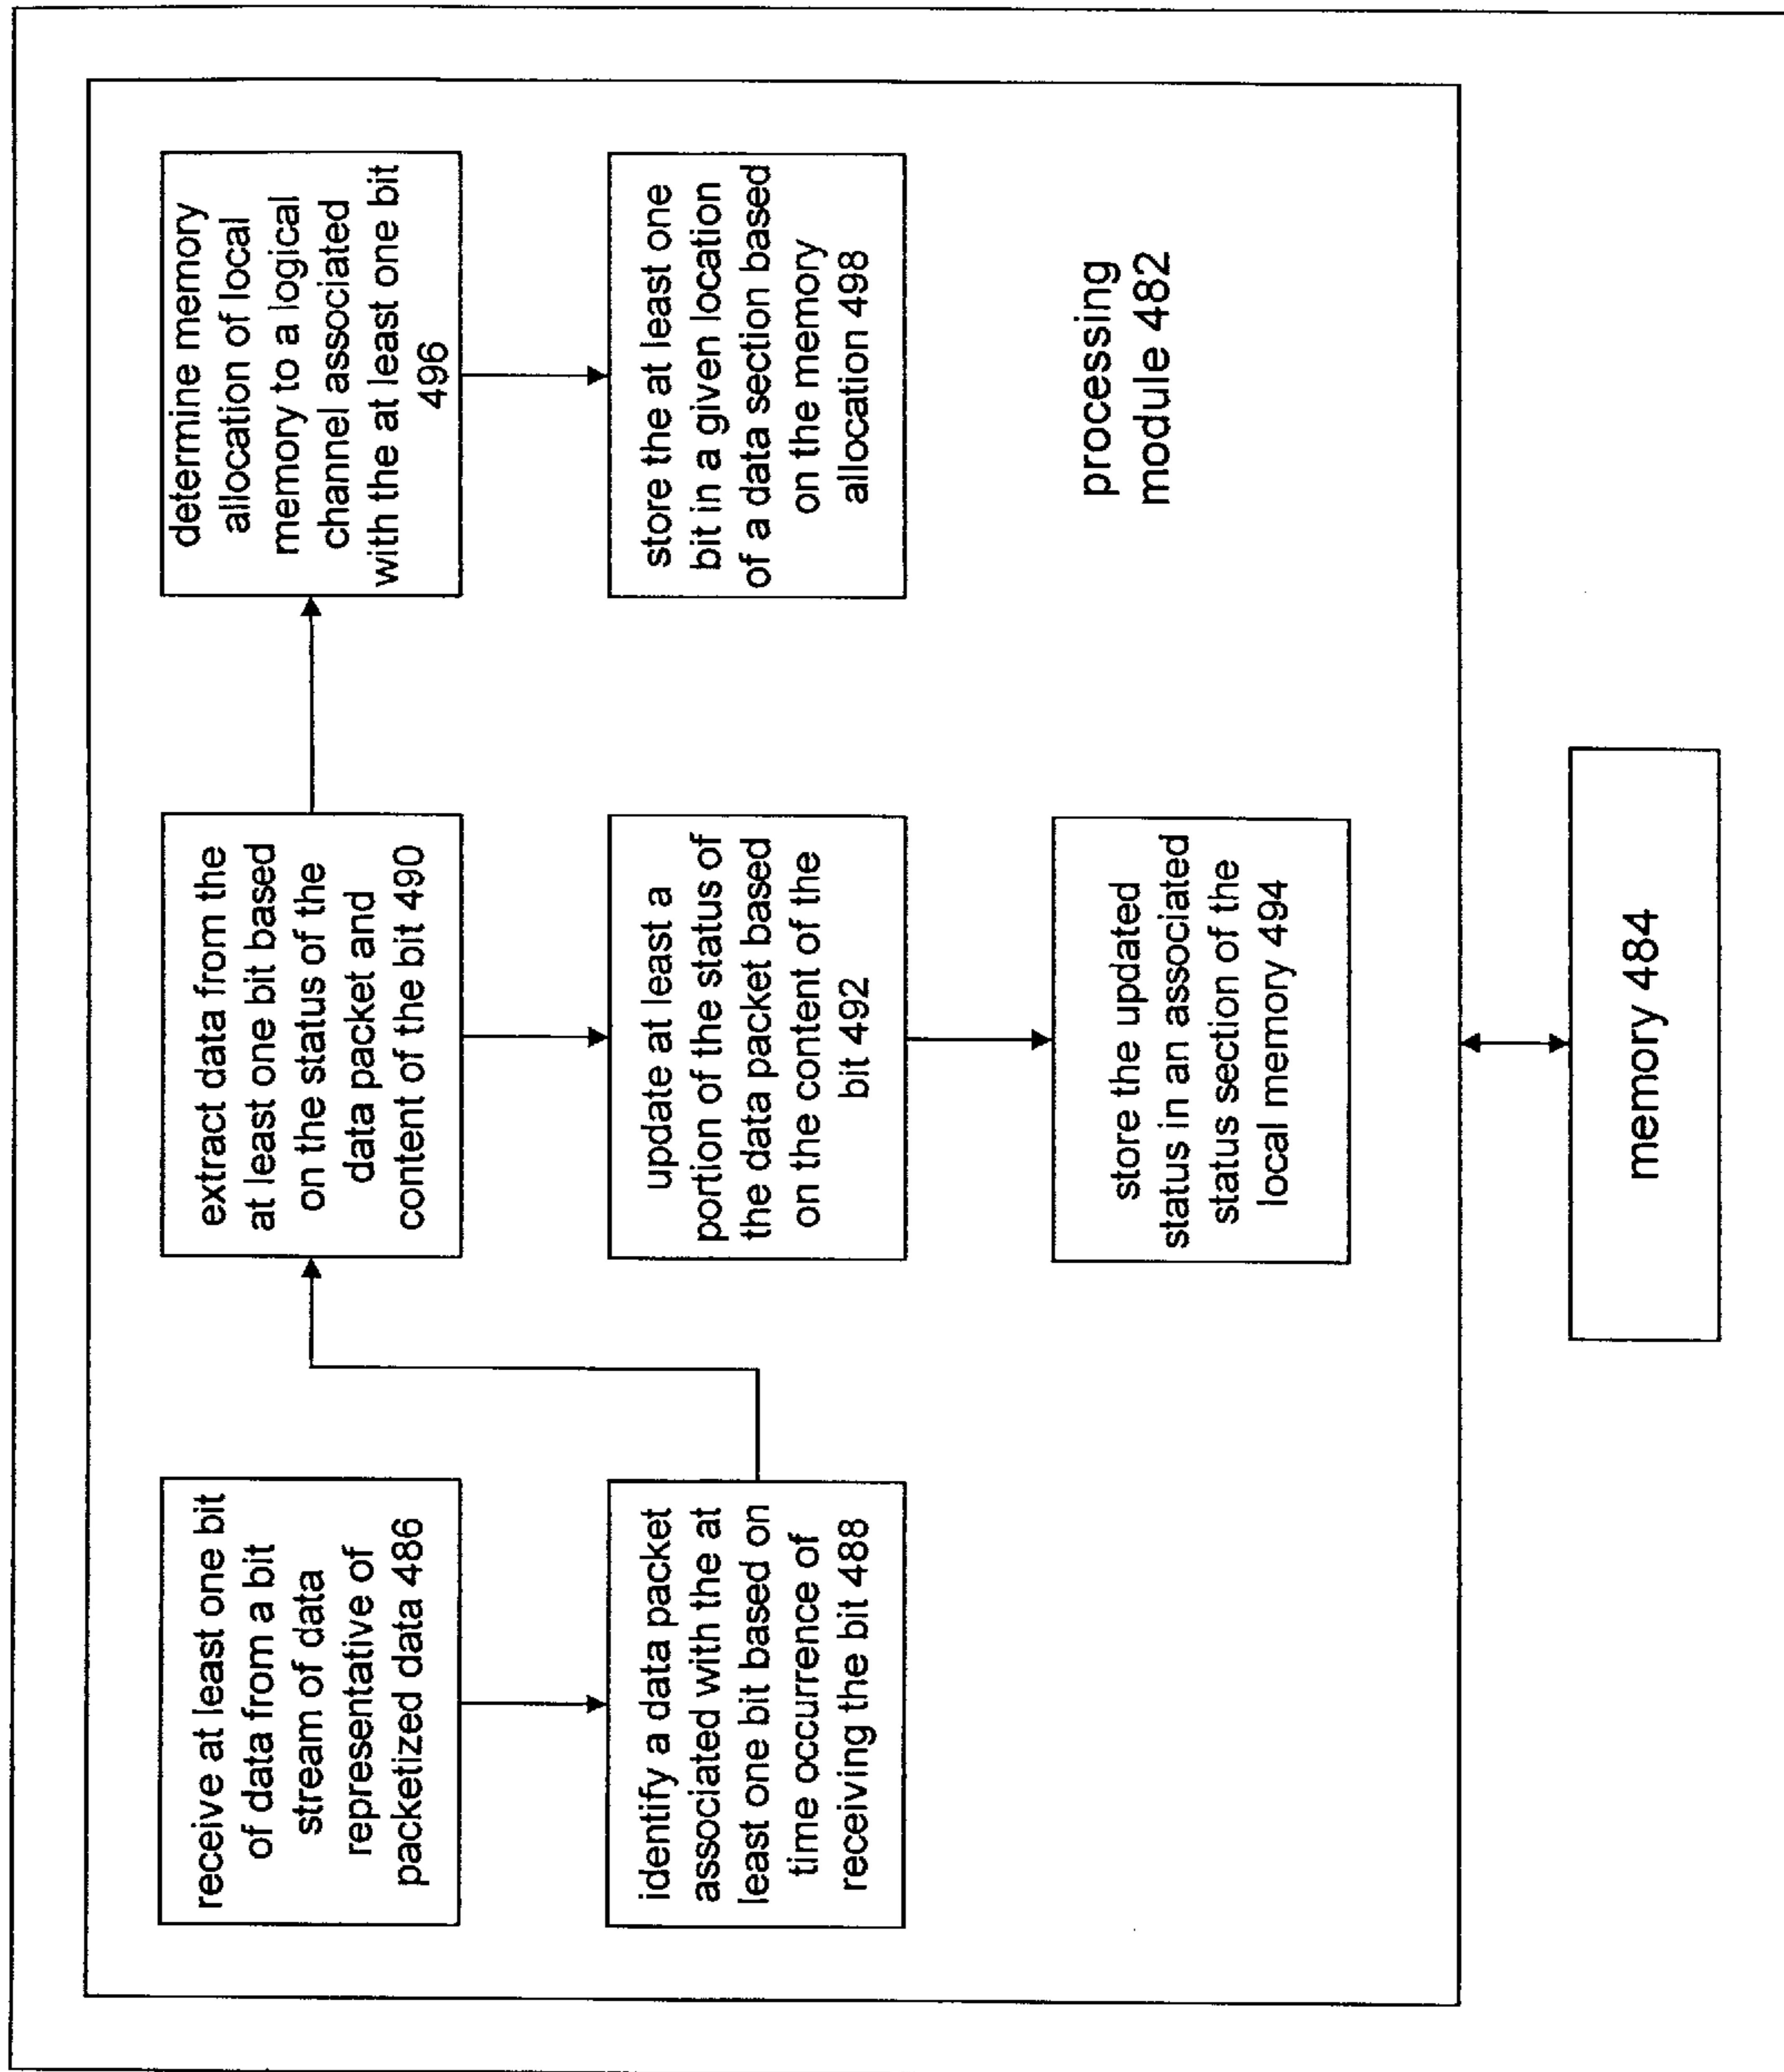 receive at least one bit
of data from a bit
stream of data
representative of
packetized data 486
identify a data packet
associated with the at
least one bit based on
time occurrence of
receiving the bit 488
extract data from the
at least one bit based
on the status of the
data packet and
content of the bit 490
update at least a
portion of the status of
the data packet based
on the content of the
bit 492
store the updated
status in an associated
status section of the
local memory 494
determine memory
allocation of local
memory to a logical
channel associated
with the at least one bit
496
store the at least one
bit in a given location
of a data section based
on the memory
allocation 498
processing
module 482
memory 484